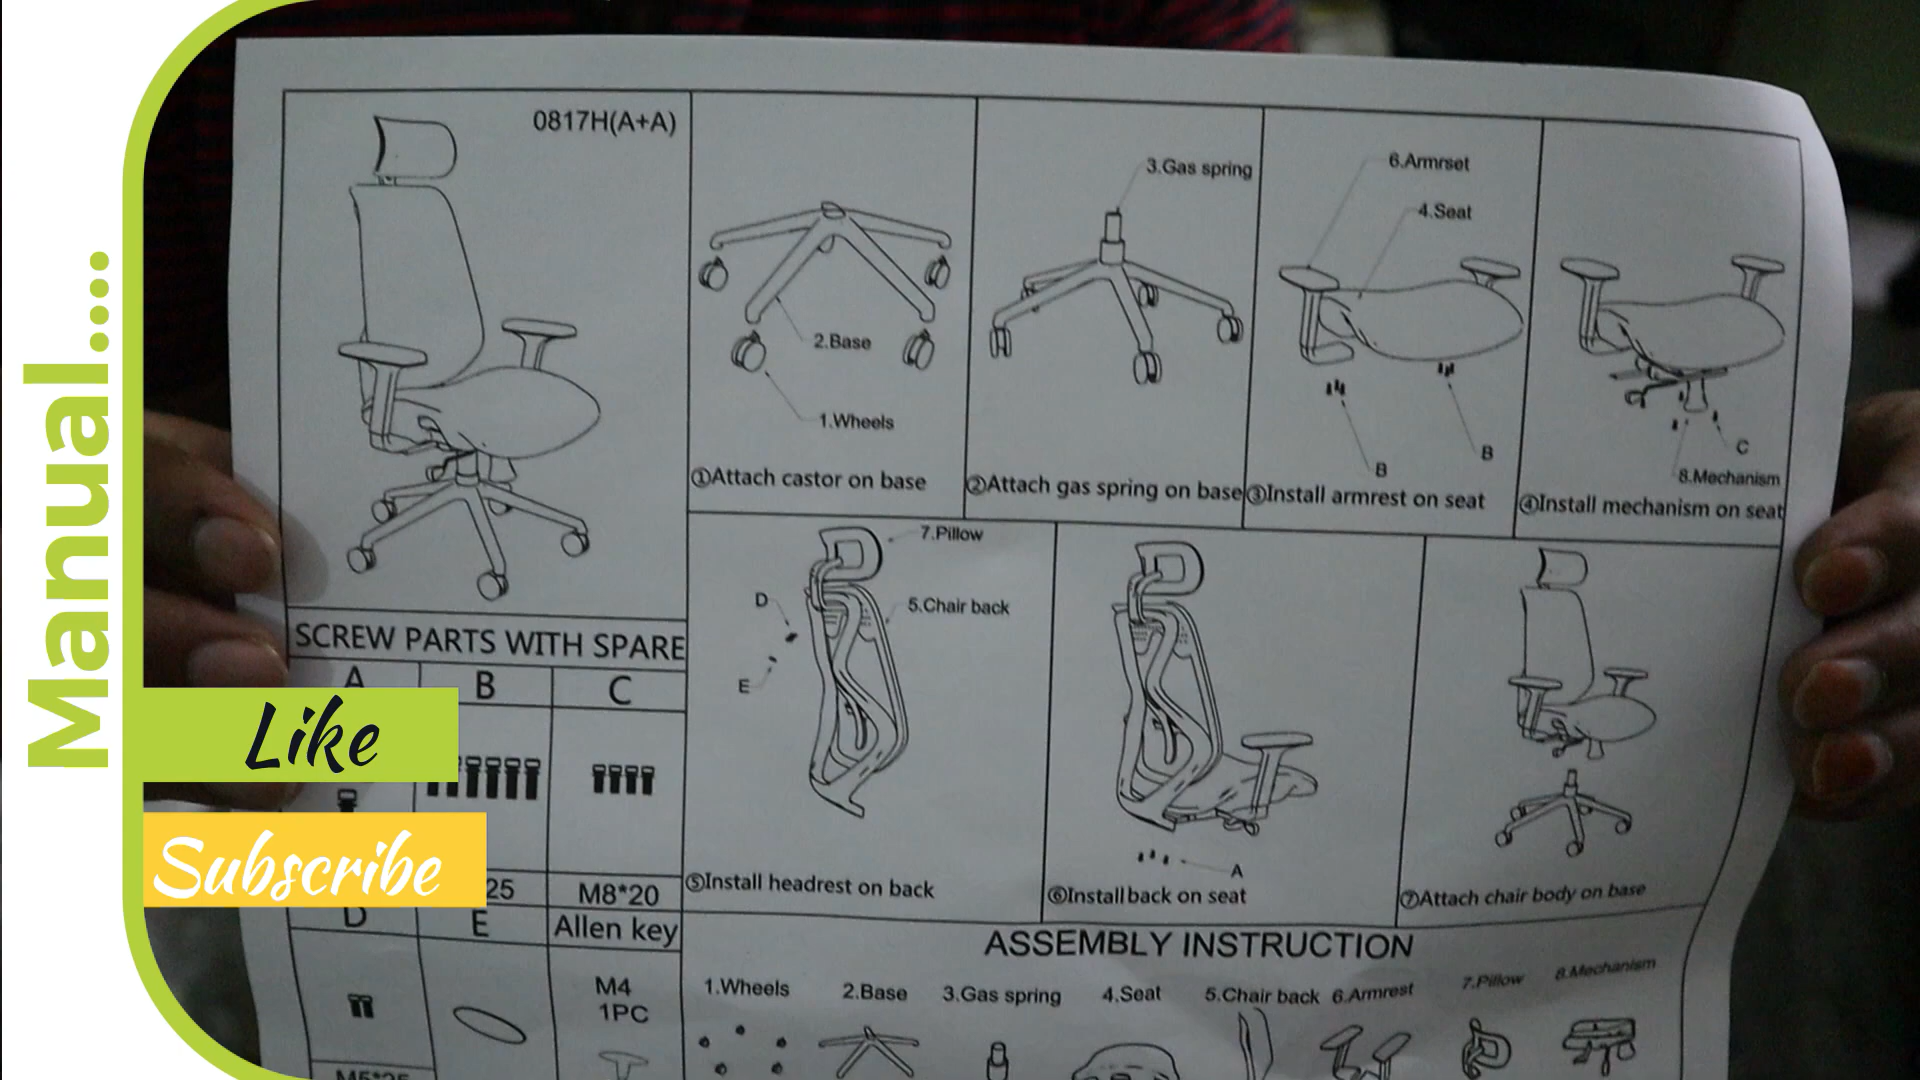 Manual....
0817H(A+A)
3.Gas spring
6.Armrset
4.Seat
2.Base
1.Wheels
B
B
C
8.Mechanism
①Attach castor on base
②Attach gas spring on base
③Install armrest on seat
④Install mechanism on seat
7.Pillow
D
5.Chair back
E
A
⑤Install headrest on back
⑥Install back on seat
⑦Attach chair body on base
SCREW PARTS WITH SPARE
A
B
C
Like
Subscribe
25
M8*20
D
E
Allen key
M4
1PC
ASSEMBLY INSTRUCTION
1.Wheels
2.Base
3.Gas spring
4.Seat
5.Chair back
6.Armrest
7.Pillow
8.Mechanism